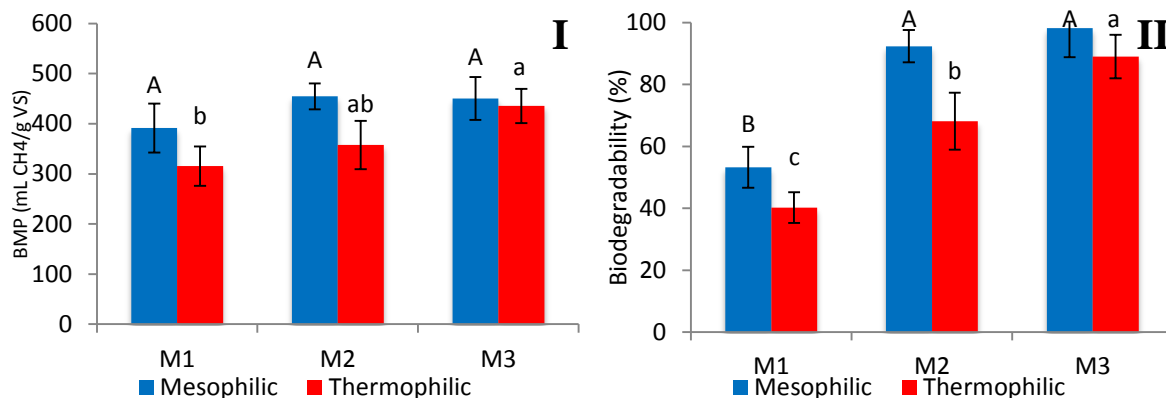 I
BMP (mL CH4/g VS)
600
500
400
300
200
100
0
A
b
A
ab
A
a
M1
M2
M3
Mesophilic
Thermophilic
II
Biodegradability (%)
100
80
60
40
20
0
B
c
A
b
A
a
M1
M2
M3
Mesophilic
Thermophilic